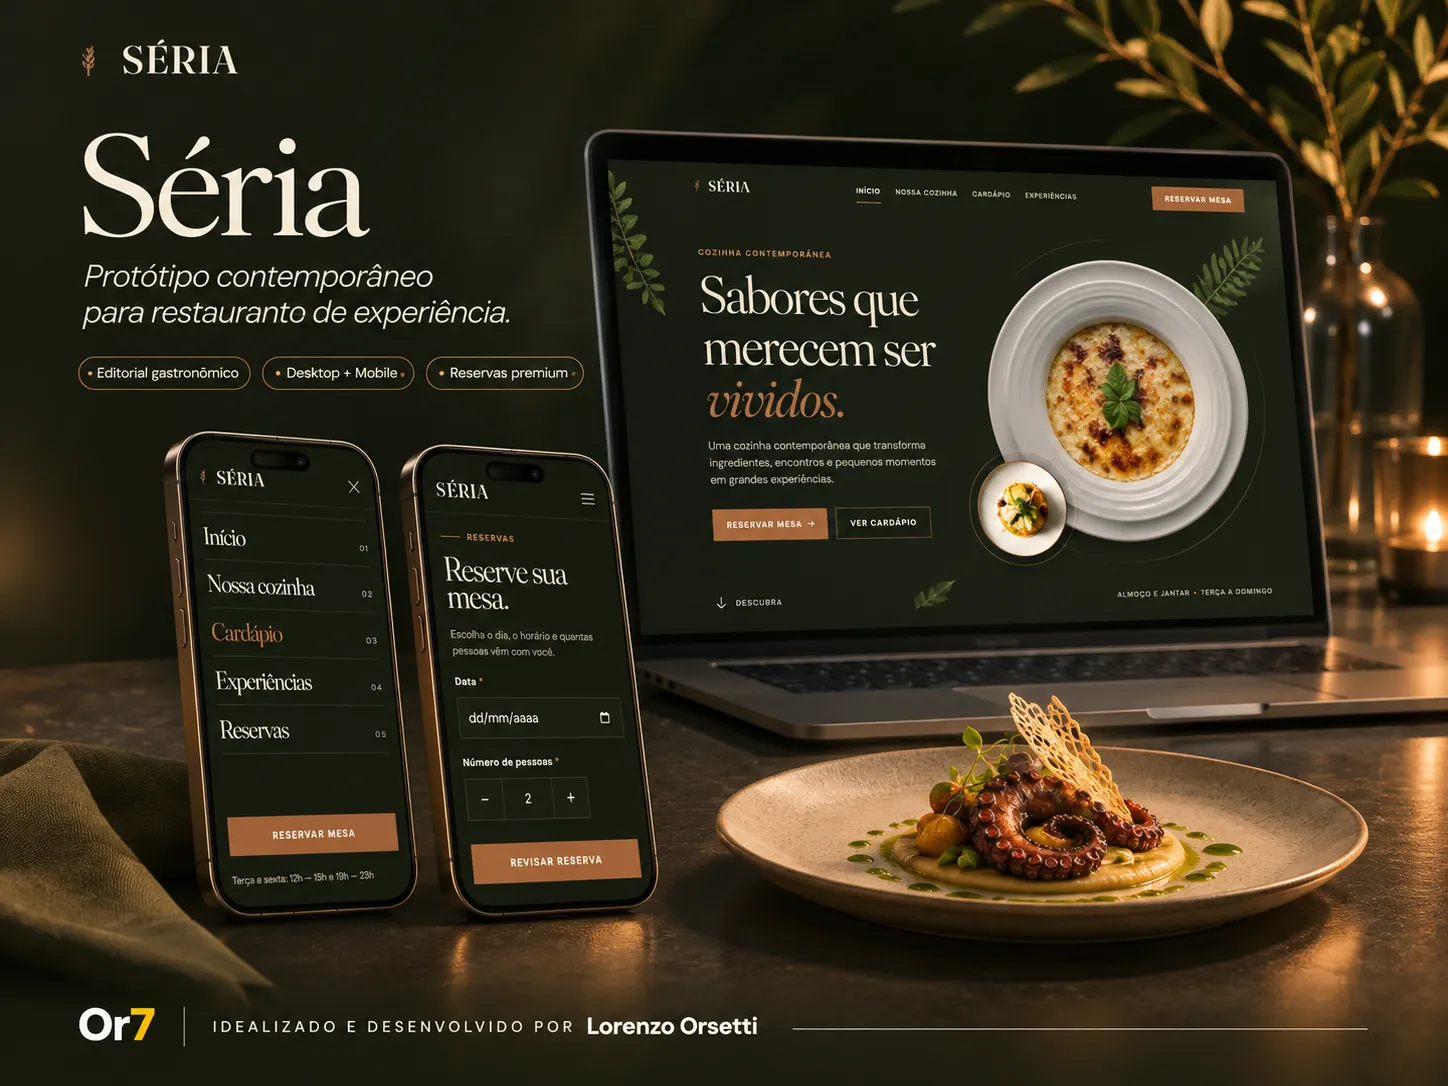 SÉRIA
Séria
Protótipo contemporâneo
para restauranto de experiência.
• Editorial gastronōmico
• Desktop + Mobile
• Reservas premium
SÉRIA
INÍCIO
NOSSA COZINHA
CARDÁPIO
EXPERIÊNCIAS
RESERVAR MESA
COZINHA CONTEMPORÂNEA
Sabores que
merecem ser
vividos.
Uma cozinha contemporânea que transforma
ingredientes, encontros e pequenos momentos
em grandes experiências.
RESERVAR MESA →
VER CARDÁPIO
↓ DESCUBRA
ALMOÇO E JANTAR • TERÇA A DOMINGO
SÉRIA
Início 01
Nossa cozinha 02
Cardápio 03
Experiências 04
Reservas 05
RESERVAR MESA
Terça a sexta: 12h — 15h e 19h — 23h
SÉRIA
RESERVAS
Reserve sua
mesa.
Escolha o dia, o horário e quantas
pessoas vêm com você.
Data *
dd/mm/aaaa
Número de pessoas *
− 2 +
REVISAR RESERVA
Or7
IDEALIZADO E DESENVOLVIDO POR Lorenzo Orsetti